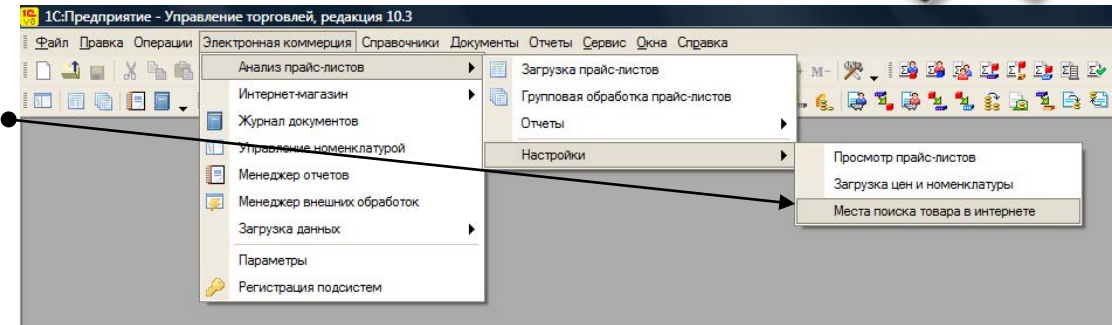 1С:Предприятие - Управление торговлей, редакция 10.3
Файл Правка Операции Электронная коммерция Справочники Документы Отчеты Сервис Окна Справка
M-
Анализ прайс-листов
Интернет-магазин
Журнал документов
Управление номенклатурой
Менеджер отчетов
Менеджер внешних обработок
Загрузка данных
Параметры
Регистрация подсистем
Загрузка прайс-листов
Групповая обработка прайс-листов
Отчеты
Настройки
Просмотр прайс-листов
Загрузка цен и номенклатуры
Места поиска товара в интернете